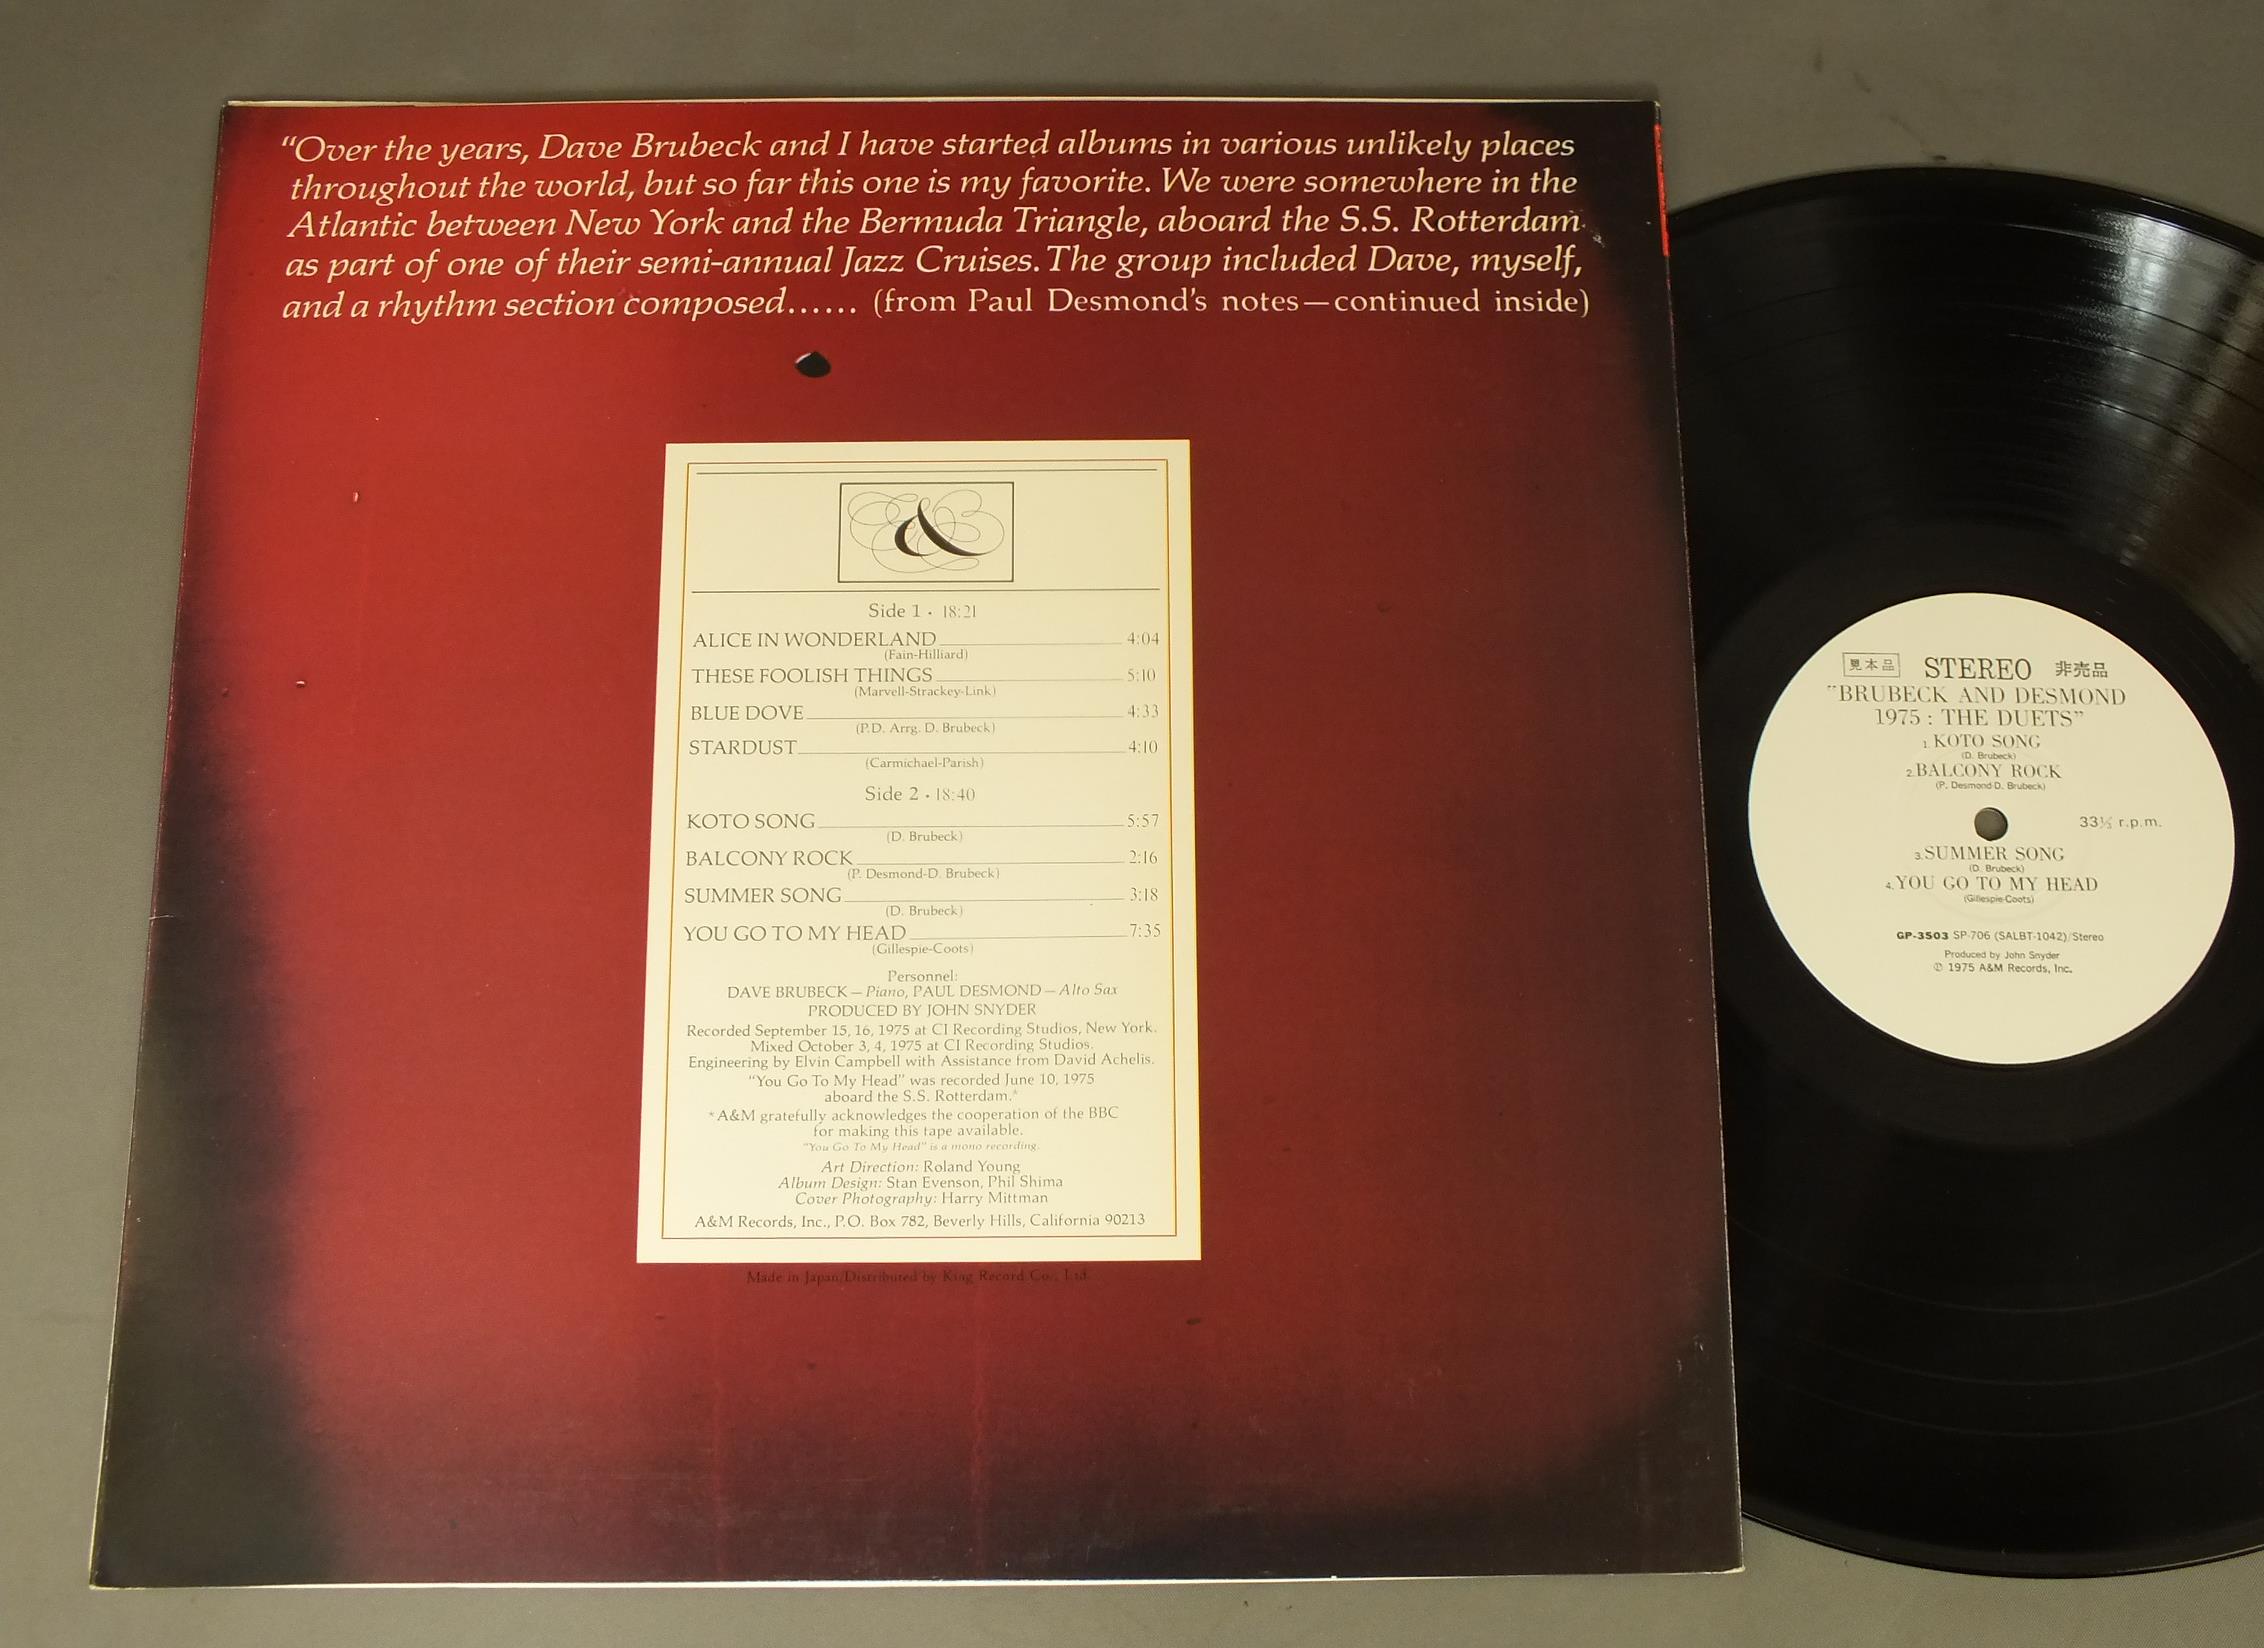 “Over the years, Dave Brubeck and I have started albums in various unlikely places
throughout the world, but so far this one is my favorite. We were somewhere in the
Atlantic between New York and the Bermuda Triangle, aboard the S.S. Rotterdam
as part of one of their semi-annual Jazz Cruises. The group included Dave, myself,
and a rhythm section composed...... (from Paul Desmond's notes—continued inside)
&
Side 1 · 18:21
ALICE IN WONDERLAND 4:04
(Fain-Hilliard)
THESE FOOLISH THINGS 5:10
(Marvell-Strackey-Link)
BLUE DOVE 4:33
(P.D. Arrg. D. Brubeck)
STARDUST 4:10
(Carmichael-Parish)
Side 2 · 18:40
KOTO SONG 5:57
(D. Brubeck)
BALCONY ROCK 2:16
(P. Desmond-D. Brubeck)
SUMMER SONG 3:18
(D. Brubeck)
YOU GO TO MY HEAD 7:35
(Gillespie-Coots)
Personnel:
DAVE BRUBECK — Piano, PAUL DESMOND — Alto Sax
PRODUCED BY JOHN SNYDER
Recorded September 15, 16, 1975 at CI Recording Studios, New York.
Mixed October 3, 4, 1975 at CI Recording Studios.
Engineering by Elvin Campbell with Assistance from David Achelis.
“You Go To My Head” was recorded June 10, 1975
aboard the S.S. Rotterdam.*
*A&M gratefully acknowledges the cooperation of the BBC
for making this tape available.
“You Go To My Head” is a mono recording.
Art Direction: Roland Young
Album Design: Stan Evenson, Phil Shima
Cover Photography: Harry Mittman
A&M Records, Inc., P.O. Box 782, Beverly Hills, California 90213
Made in Japan/Distributed by King Record Co., Ltd.
見本品 STEREO 非売品
“BRUBECK AND DESMOND
1975 : THE DUETS”
1. KOTO SONG
(D. Brubeck)
2. BALCONY ROCK
(P. Desmond-D. Brubeck)
33⅓ r.p.m.
3. SUMMER SONG
(D. Brubeck)
4. YOU GO TO MY HEAD
(Gillespie-Coots)
GP-3503 SP-706 (SALBT-1042)/Stereo
Produced by John Snyder
℗ 1975 A&M Records, Inc.